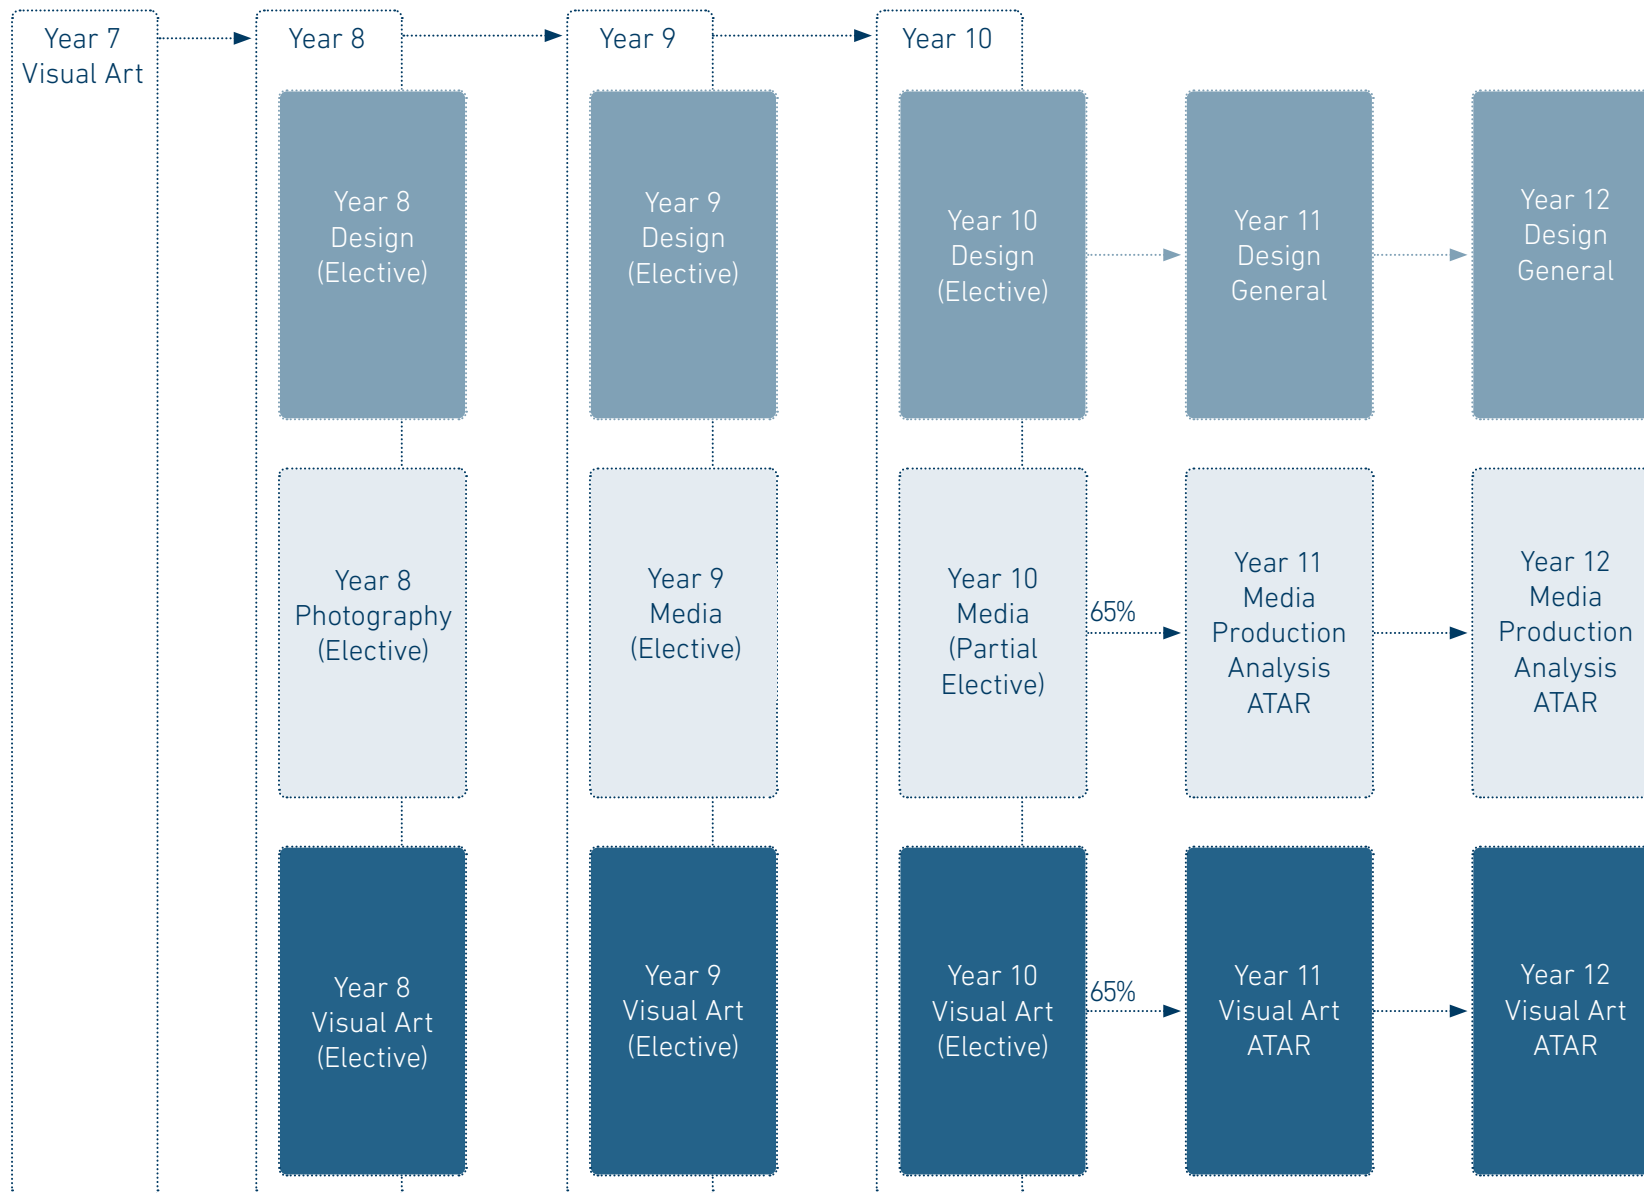 Year 7
Visual Art
Year 8
Year 9
Year 10
Year 8
Design
(Elective)
Year 9
Design
(Elective)
Year 10
Design
(Elective)
Year 11
Design
General
Year 12
Design
General
Year 8
Photography
(Elective)
Year 9
Media
(Elective)
Year 10
Media
(Partial
Elective)
65%
Year 11
Media
Production
Analysis
ATAR
Year 12
Media
Production
Analysis
ATAR
Year 8
Visual Art
(Elective)
Year 9
Visual Art
(Elective)
Year 10
Visual Art
(Elective)
65%
Year 11
Visual Art
ATAR
Year 12
Visual Art
ATAR